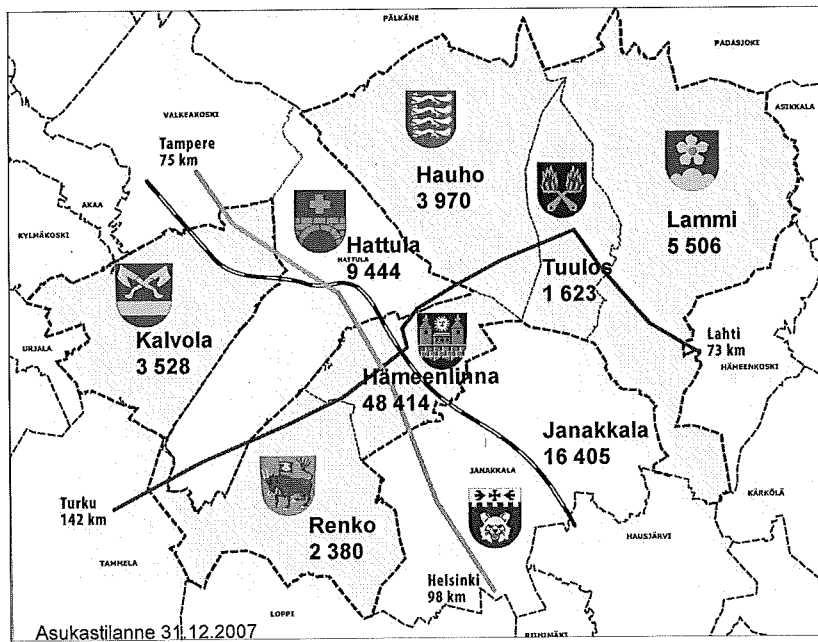 PÄLKÄNE
PADASJOKI
ASIKKALA
VALKEAKOSKI
Tampere
75 km
Hauho
3 970
Lammi
5 506
AKAA
KYLMÄKOSKI
Hattula
HATTULA
9 444
Tuulos
1 623
Kalvola
3 528
URJALA
Lahti
73 km
HÄMEENKOSKI
Hämeenlinna
48 414
Janakkala
16 405
JANAKKALA
Turku
142 km
KÄRKÖLÄ
Renko
2 380
HAUSJÄRVI
TAMMELA
Helsinki
98 km
LOPPI
RIIHIMÄKI
Asukastilanne 31.12.2007